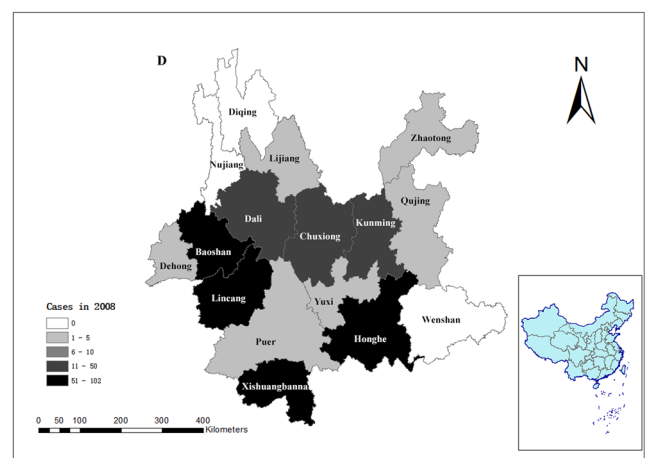 D
N
Diqing
Zhaotong
Nujiang
Lijiang
Qujing
Dali
Kunming
Chuxiong
Baoshan
Dehong
Lincang
Yuxi
Wenshan
Honghe
Puer
Xishuangbanna
Cases in 2008
0
1 - 5
6 - 10
11 - 50
51 - 102
0 50 100 200 300 400
Kilometers